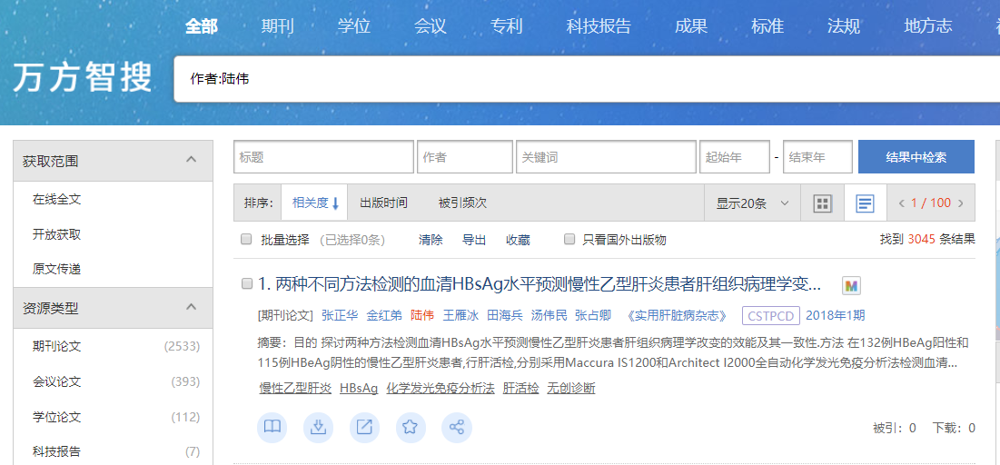 全部 期刊 学位 会议 专利 科技报告 成果 标准 法规 地方志
万方智搜
作者:陆伟
获取范围
在线全文
开放获取
原文传递
资源类型
期刊论文 (2533)
会议论文 (393)
学位论文 (112)
科技报告 (7)
标题 作者 关键词 起始年 - 结束年 结果中检索
排序: 相关度 出版时间 被引频次 显示20条 < 1 / 100 >
批量选择 (已选择0条) 清除 导出 收藏 只看国外出版物 找到 3045 条结果
1. 两种不同方法检测的血清HBsAg水平预测慢性乙型肝炎患者肝组织病理学变... M
[期刊论文] 张正华 金红弟 陆伟 王雁冰 田海兵 汤伟民 张占卿 《实用肝脏病杂志》 CSTPCD 2018年1期
摘要：目的 探讨两种方法检测血清HBsAg水平预测慢性乙型肝炎患者肝组织病理学改变的效能及其一致性.方法 在132例HBeAg阳性和
115例HBeAg阴性的慢性乙型肝炎患者,行肝活检,分别采用Maccura IS1200和Architect I2000全自动化学发光免疫分析法检测血清...
慢性乙型肝炎 HBsAg 化学发光免疫分析法 肝活检 无创诊断
被引：0 下载：0